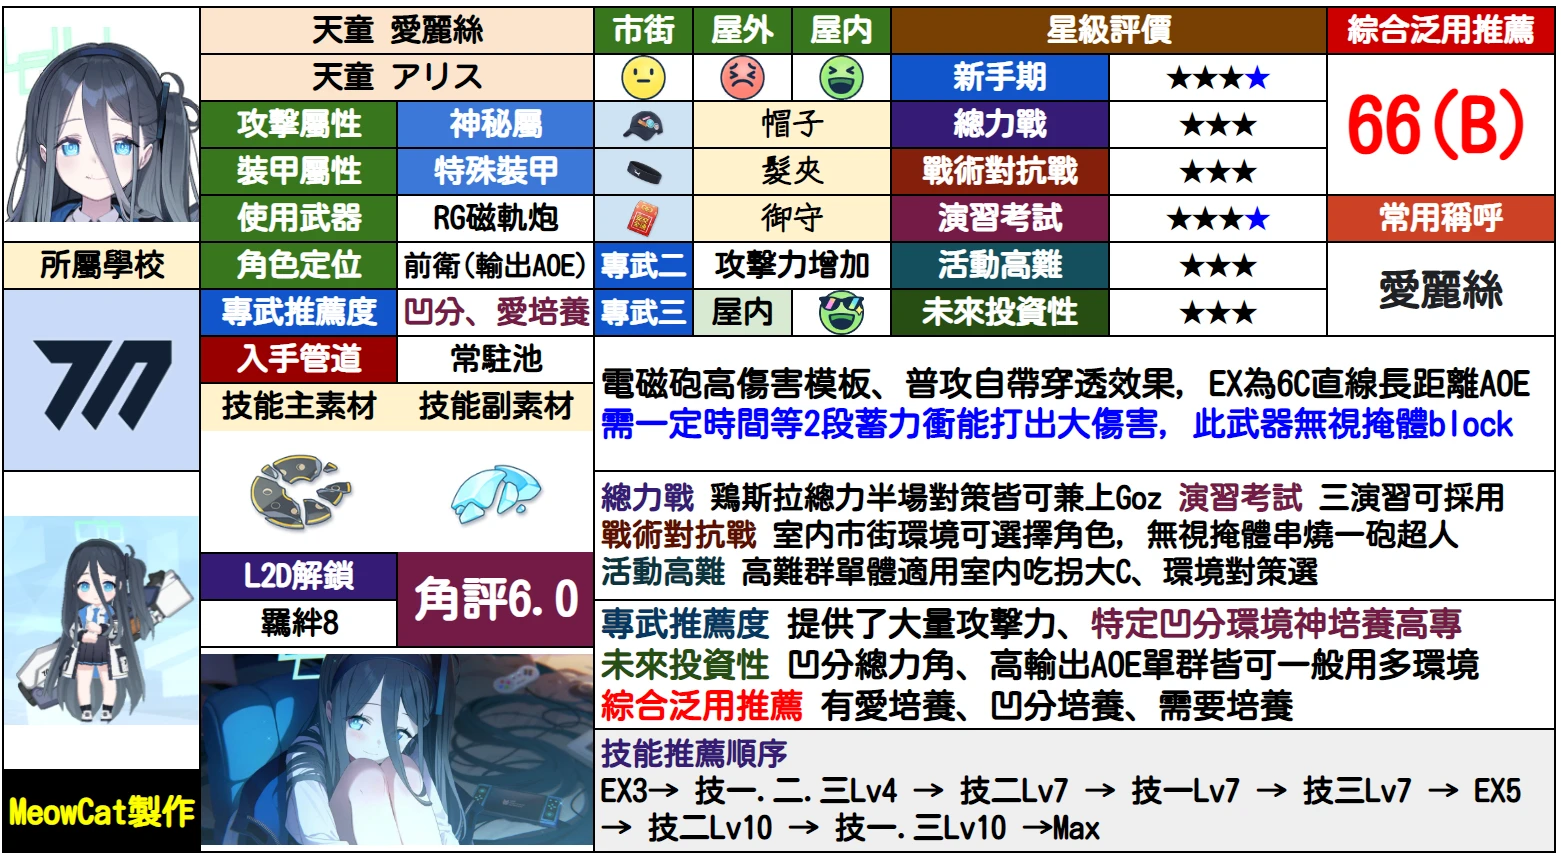 天童 愛麗絲
市街
屋外
屋内
星級評價
綜合泛用推薦
天童 アリス
新手期
★★★★
66(B)
攻擊屬性
神秘屬
帽子
總力戰
★★★
裝甲屬性
特殊裝甲
髮夾
戰術對抗戰
★★★
使用武器
RG磁軌炮
御守
演習考試
★★★★
常用稱呼
所屬學校
角色定位
前衛(輸出AOE)
專武二
攻擊力增加
活動高難
★★★
愛麗絲
專武推薦度
凹分、愛培養
專武三
屋内
未來投資性
★★★
入手管道
常駐池
電磁砲高傷害模板、普攻自帶穿透效果, EX為6C直線長距離AOE
需一定時間等2段蓄力衝能打出大傷害, 此武器無視掩體block
技能主素材
技能副素材
總力戰 鶏斯拉總力半場對策皆可兼上Goz 演習考試 三演習可採用
戰術對抗戰 室内市街環境可選擇角色, 無視掩體串燒一砲超人
活動高難 高難群單體適用室内吃拐大C、環境對策選
L2D解鎖
角評6.0
羈絆8
專武推薦度 提供了大量攻擊力、特定凹分環境神培養高專
未來投資性 凹分總力角、高輸出AOE單群皆可一般用多環境
綜合泛用推薦 有愛培養、凹分培養、需要培養
技能推薦順序
EX3→ 技一.二.三Lv4 → 技二Lv7 → 技一Lv7 → 技三Lv7 → EX5
→ 技二Lv10 → 技一.三Lv10 →Max
MeowCat製作